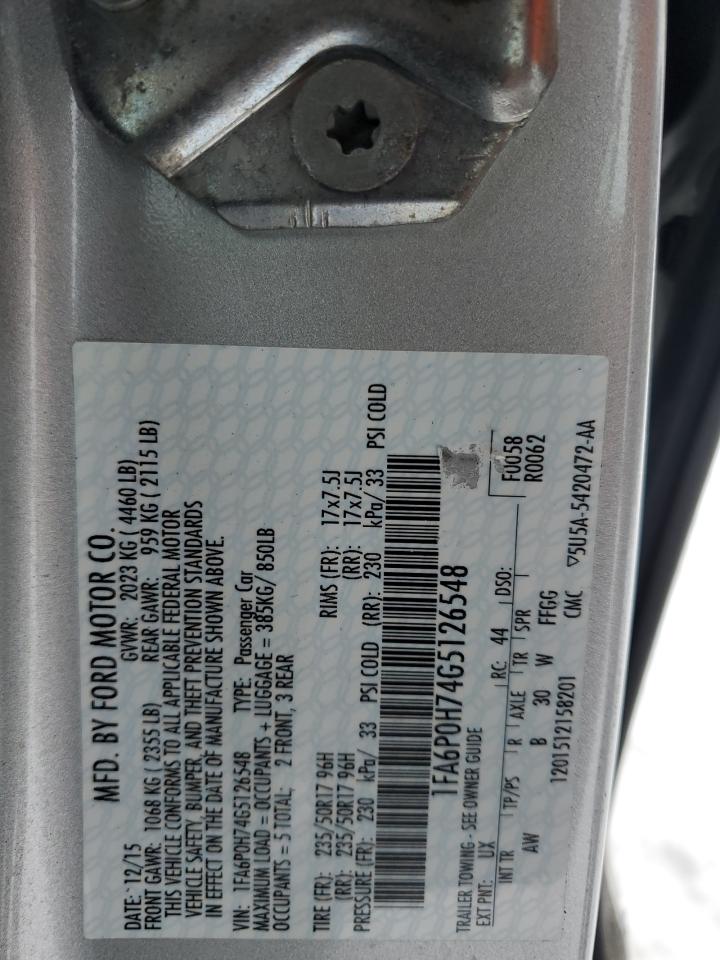 MFD. BY FORD MOTOR CO.
DATE: 12/15 GVWR: 2023 KG ( 4460 LB)
FRONT GAWR: 1068 KG ( 2355 LB) REAR GAWR: 959 KG ( 2115 LB)
THIS VEHICLE CONFORMS TO ALL APPLICABLE FEDERAL MOTOR
VEHICLE SAFETY, BUMPER, AND THEFT PREVENTION STANDARDS
IN EFFECT ON THE DATE OF MANUFACTURE SHOWN ABOVE.
VIN: 1FA6P0H74G5126548 TYPE: Passenger Car
MAXIMUM LOAD = OCCUPANTS + LUGGAGE = 385KG/ 850LB
OCCUPANTS = 5 TOTAL; 2 FRONT, 3 REAR
TIRE (FR): 235/50R17 96H RIMS (FR): 17x7.5J
(RR): 235/50R17 96H (RR): 17x7.5J
PRESSURE (FR): 230 kPa/ 33 PSI COLD (RR): 230 kPa/ 33 PSI COLD
1FA6P0H74G5126548
TRAILER TOWING - SEE OWNER GUIDE
FU058
EXT PNT: UX RC: 44 DSO: R0062
INT TR TP/PS R AXLE TR SPR
AW B 30 W FFGG
1201512158201 CMC ▽5U5A-5420472-AA